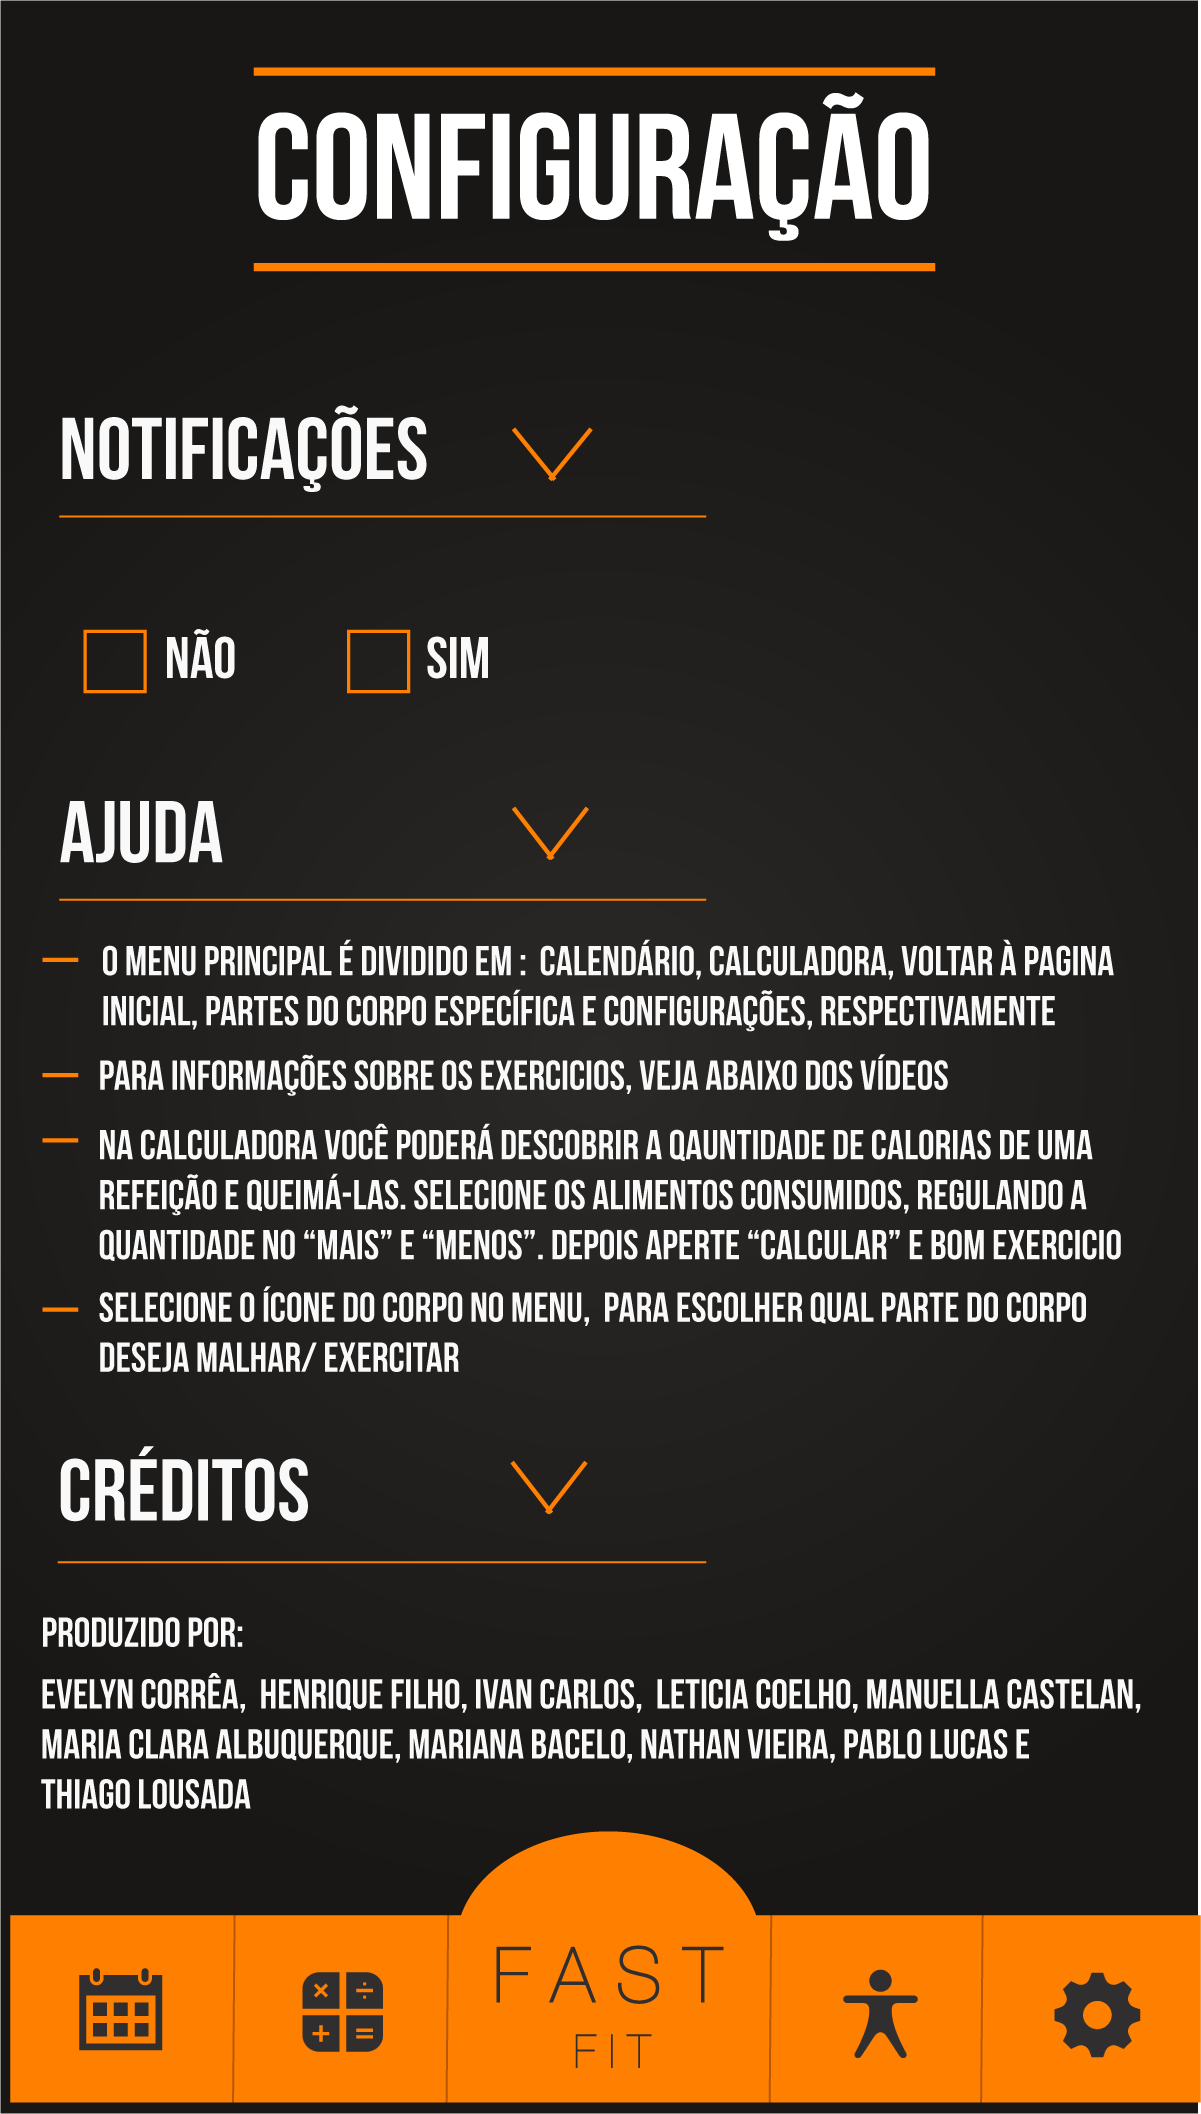 CONFIGURAÇÃO
NOTIFICAÇÕES
NÃO SIM
AJUDA
O MENU PRINCIPAL É DIVIDIDO EM : CALENDÁRIO, CALCULADORA, VOLTAR À PAGINA
INICIAL, PARTES DO CORPO ESPECÍFICA E CONFIGURAÇÕES, RESPECTIVAMENTE
PARA INFORMAÇÕES SOBRE OS EXERCICIOS, VEJA ABAIXO DOS VÍDEOS
NA CALCULADORA VOCÊ PODERÁ DESCOBRIR A QAUNTIDADE DE CALORIAS DE UMA
REFEIÇÃO E QUEIMÁ-LAS. SELECIONE OS ALIMENTOS CONSUMIDOS, REGULANDO A
QUANTIDADE NO “MAIS” E “MENOS”. DEPOIS APERTE “CALCULAR” E BOM EXERCICIO
SELECIONE O ÍCONE DO CORPO NO MENU, PARA ESCOLHER QUAL PARTE DO CORPO
DESEJA MALHAR/ EXERCITAR
CRÉDITOS
PRODUZIDO POR:
EVELYN CORRÊA, HENRIQUE FILHO, IVAN CARLOS, LETICIA COELHO, MANUELLA CASTELAN,
MARIA CLARA ALBUQUERQUE, MARIANA BACELO, NATHAN VIEIRA, PABLO LUCAS E
THIAGO LOUSADA
FAST
FIT